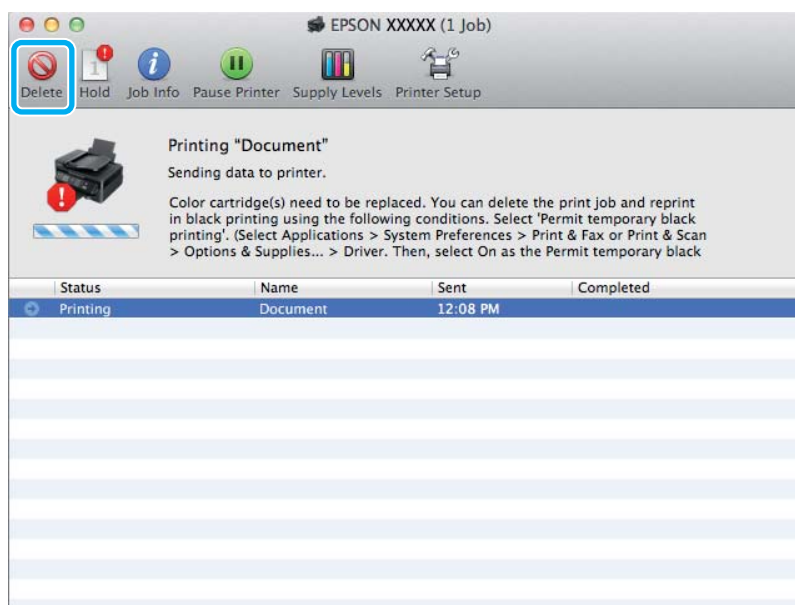 EPSON XXXXX (1 Job)
1
Delete Hold Job Info Pause Printer Supply Levels Printer Setup
Printing "Document"
Sending data to printer.
Color cartridge(s) need to be replaced. You can delete the print job and reprint
in black printing using the following conditions. Select 'Permit temporary black
printing'. (Select Applications > System Preferences > Print & Fax or Print & Scan
> Options & Supplies... > Driver. Then, select On as the Permit temporary black
Status Name Sent Completed
Printing Document 12:08 PM